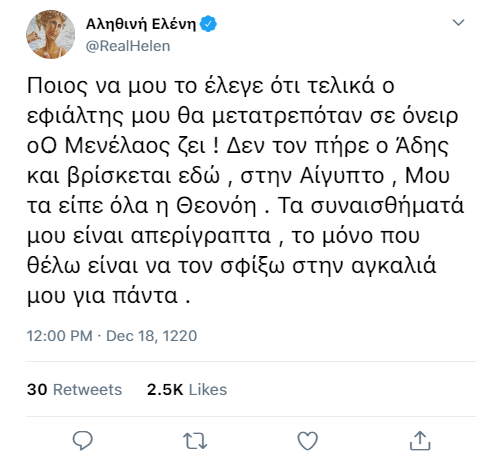 Αληθινή Ελένη
@RealHelen
Ποιος να μου το έλεγε ότι τελικά ο
εφιάλτης μου θα μετατρεπόταν σε όνειρ
οΟ Μενέλαος ζει ! Δεν τον πήρε ο Άδης
και βρίσκεται εδώ , στην Αίγυπτο , Μου
τα είπε όλα η Θεονόη . Τα συναισθήματά
μου είναι απερίγραπτα , το μόνο που
θέλω είναι να τον σφίξω στην αγκαλιά
μου για πάντα .
12:00 PM · Dec 18, 1220
30 Retweets 2.5K Likes